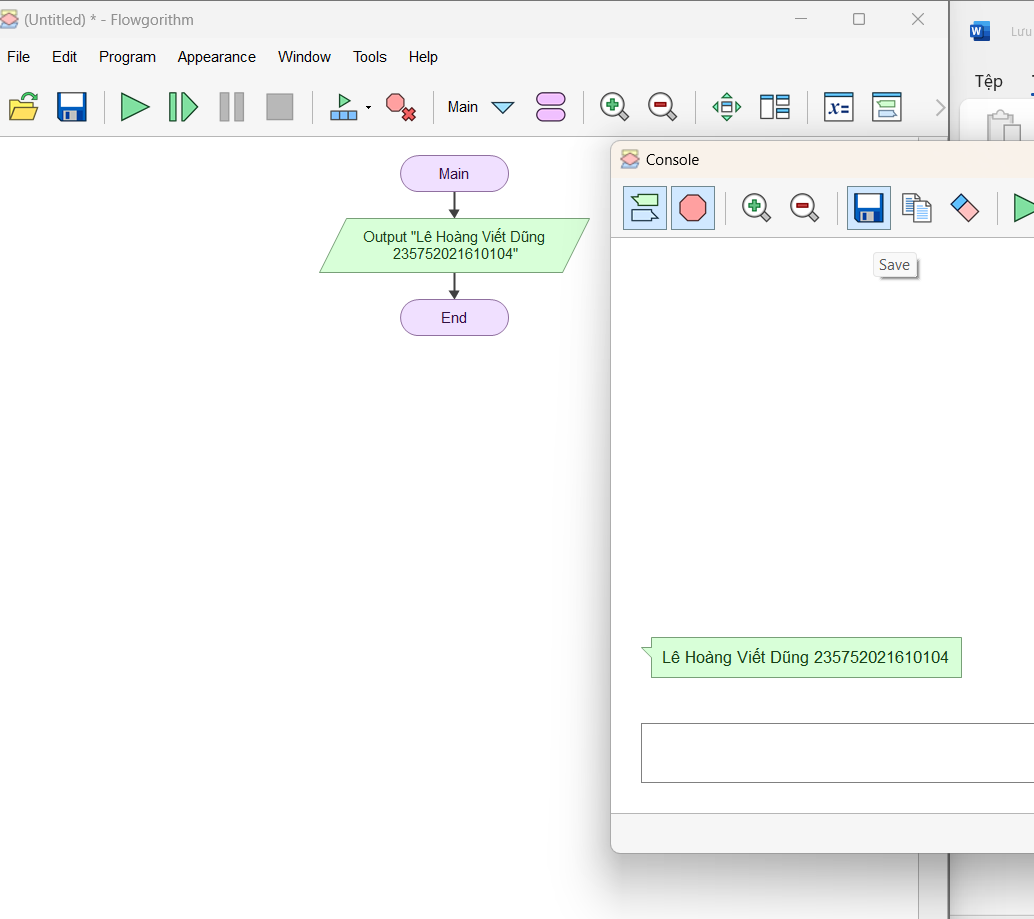 (Untitled) * - Flowgorithm
File Edit Program Appearance Window Tools Help
Main
x=
Main
Output "Lê Hoàng Viết Dũng
235752021610104"
End
W
Lưu
Tệp
Console
Save
Lê Hoàng Viết Dũng 235752021610104